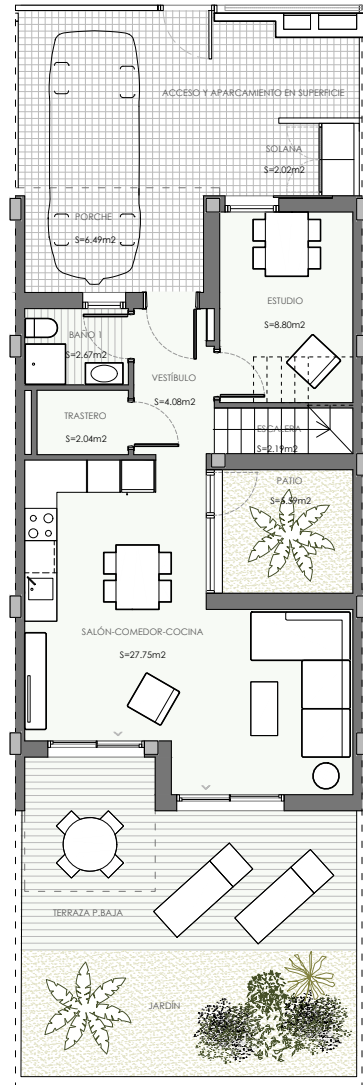 ACCESO Y APARCAMIENTO EN SUPERFICIE
SOLANA
S=2.02m2
PORCHE
S=6.49m2
ESTUDIO
S=8.80m2
BAÑO 1
S=2.67m2
VESTÍBULO
S=4.08m2
TRASTERO
S=2.04m2
ESCALERA
S=2.19m2
PATIO
SALÓN-COMEDOR-COCINA
S=27.75m2
TERRAZA P.BAJA
JARDÍN